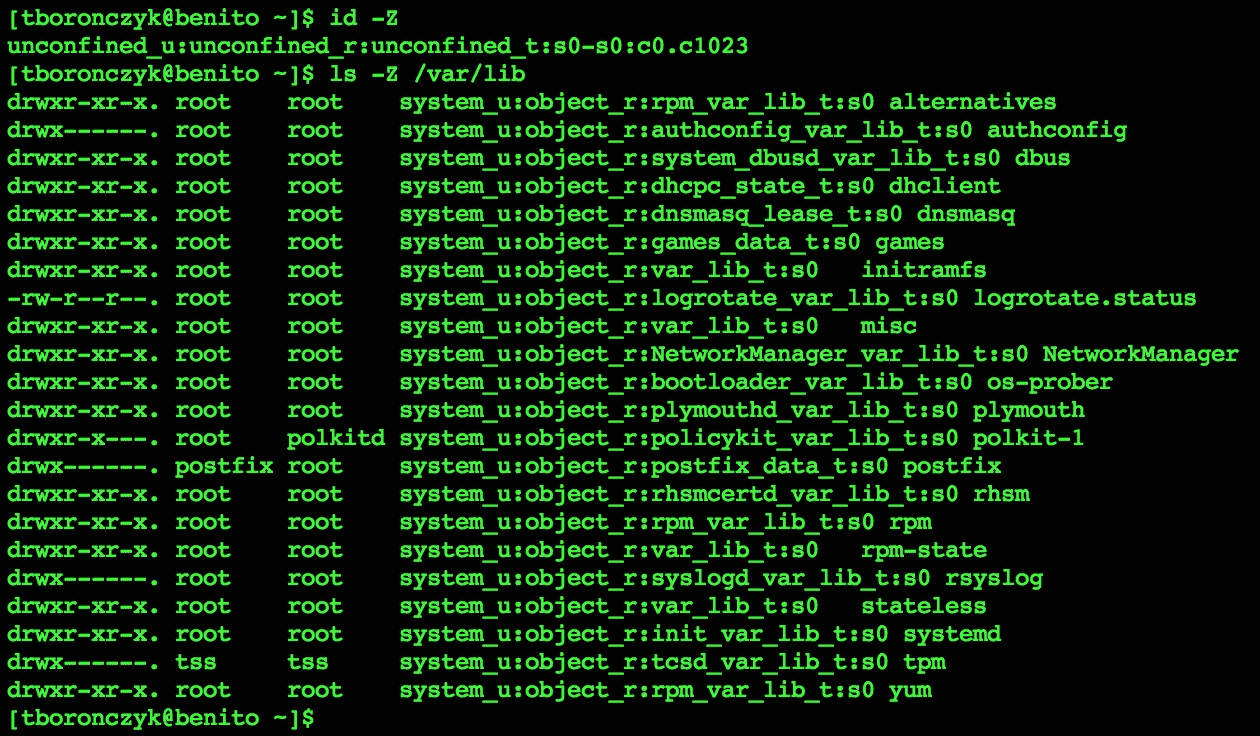 [tboronczyk@benito ~]$ id -Z
unconfined_u:unconfined_r:unconfined_t:s0-s0:c0.c1023
[tboronczyk@benito ~]$ ls -Z /var/lib
drwxr-xr-x. root    root    system_u:object_r:rpm_var_lib_t:s0 alternatives
drwx------. root    root    system_u:object_r:authconfig_var_lib_t:s0 authconfig
drwxr-xr-x. root    root    system_u:object_r:system_dbusd_var_lib_t:s0 dbus
drwxr-xr-x. root    root    system_u:object_r:dhcpc_state_t:s0 dhclient
drwxr-xr-x. root    root    system_u:object_r:dnsmasq_lease_t:s0 dnsmasq
drwxr-xr-x. root    root    system_u:object_r:games_data_t:s0 games
drwxr-xr-x. root    root    system_u:object_r:var_lib_t:s0   initramfs
-rw-r--r--. root    root    system_u:object_r:logrotate_var_lib_t:s0 logrotate.status
drwxr-xr-x. root    root    system_u:object_r:var_lib_t:s0   misc
drwxr-xr-x. root    root    system_u:object_r:NetworkManager_var_lib_t:s0 NetworkManager
drwxr-xr-x. root    root    system_u:object_r:bootloader_var_lib_t:s0 os-prober
drwxr-xr-x. root    root    system_u:object_r:plymouthd_var_lib_t:s0 plymouth
drwxr-x---. root    polkitd system_u:object_r:policykit_var_lib_t:s0 polkit-1
drwx------. postfix root    system_u:object_r:postfix_data_t:s0 postfix
drwxr-xr-x. root    root    system_u:object_r:rhsmcertd_var_lib_t:s0 rhsm
drwxr-xr-x. root    root    system_u:object_r:rpm_var_lib_t:s0 rpm
drwxr-xr-x. root    root    system_u:object_r:var_lib_t:s0   rpm-state
drwx------. root    root    system_u:object_r:syslogd_var_lib_t:s0 rsyslog
drwxr-xr-x. root    root    system_u:object_r:var_lib_t:s0   stateless
drwxr-xr-x. root    root    system_u:object_r:init_var_lib_t:s0 systemd
drwx------. tss     tss     system_u:object_r:tcsd_var_lib_t:s0 tpm
drwxr-xr-x. root    root    system_u:object_r:rpm_var_lib_t:s0 yum
[tboronczyk@benito ~]$